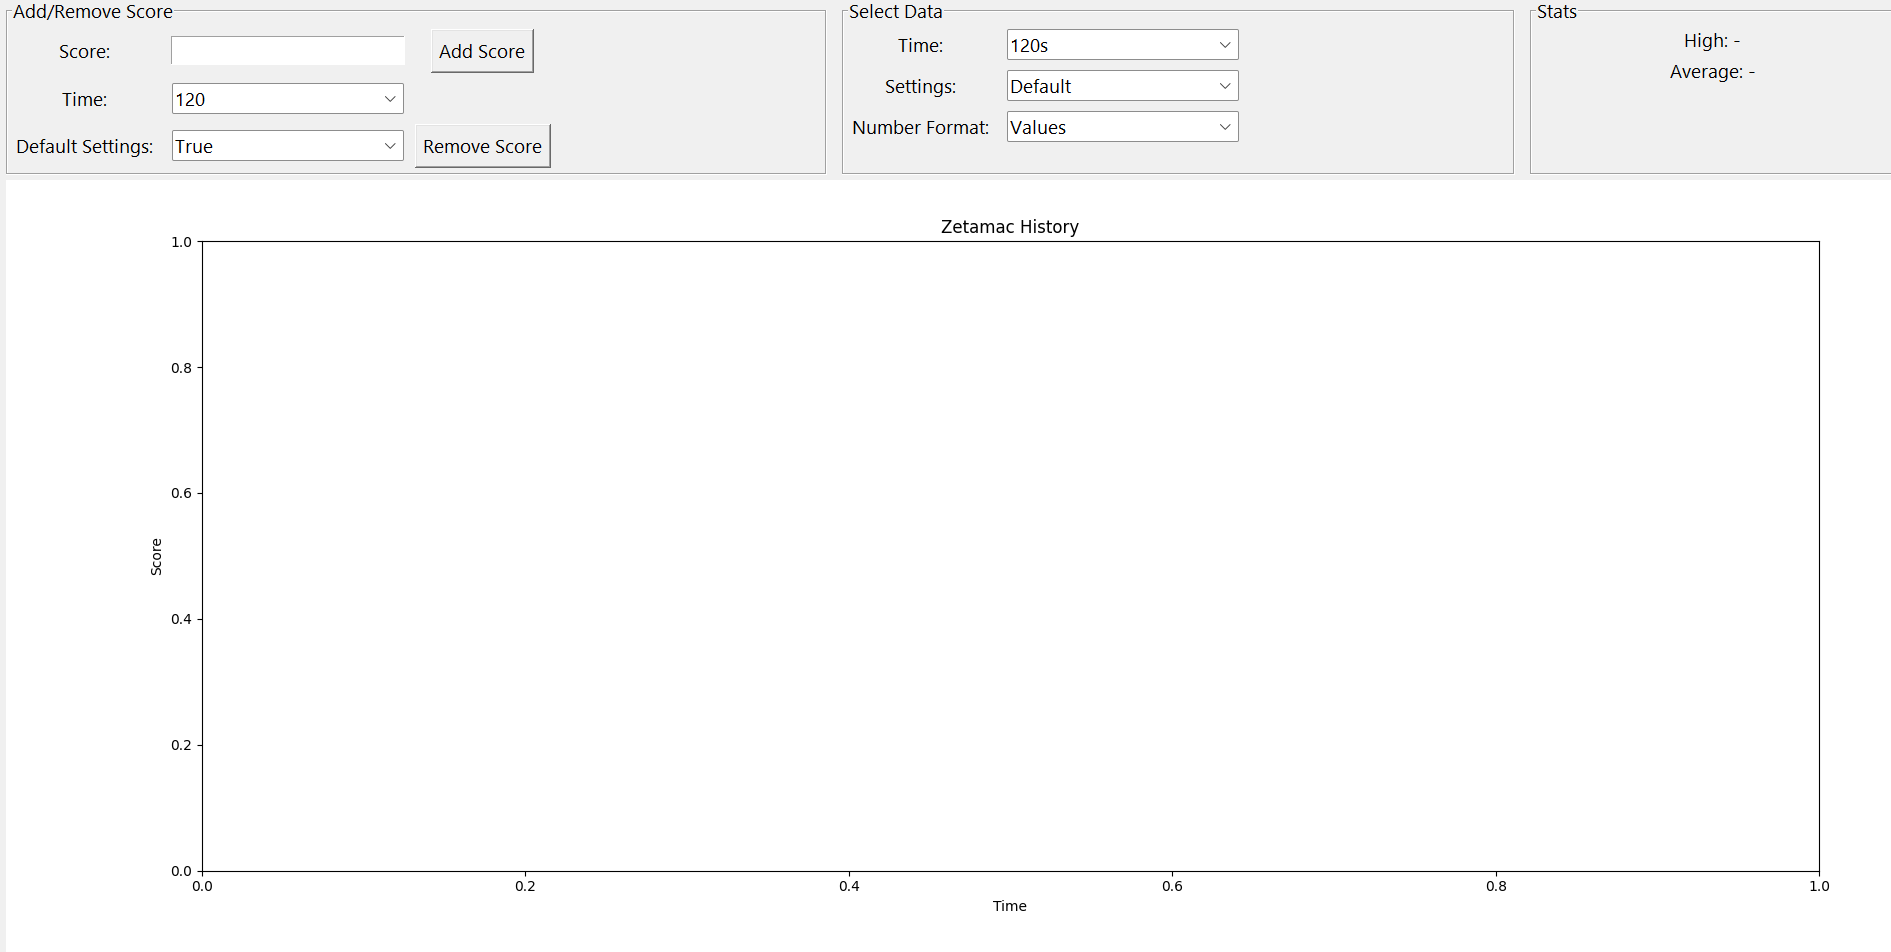 Add/Remove Score
Score:
Add Score
Time:
120
Default Settings:
True
Remove Score
Select Data
Time:
120s
Settings:
Default
Number Format:
Values
Stats
High: -
Average: -
Zetamac History
1.0
0.8
0.6
0.4
0.2
0.0
Score
0.0
0.2
0.4
0.6
0.8
1.0
Time